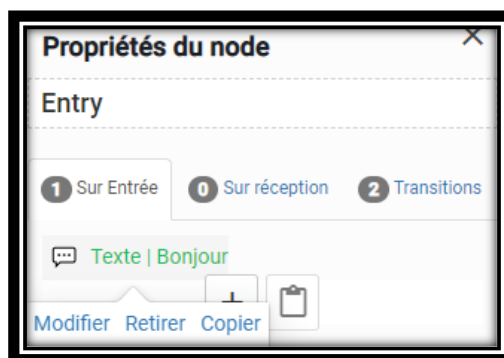 Propriétés du node
Entry
1 Sur Entrée 0 Sur réception 2 Transitions
Texte | Bonjour
Modifier Retirer Copier